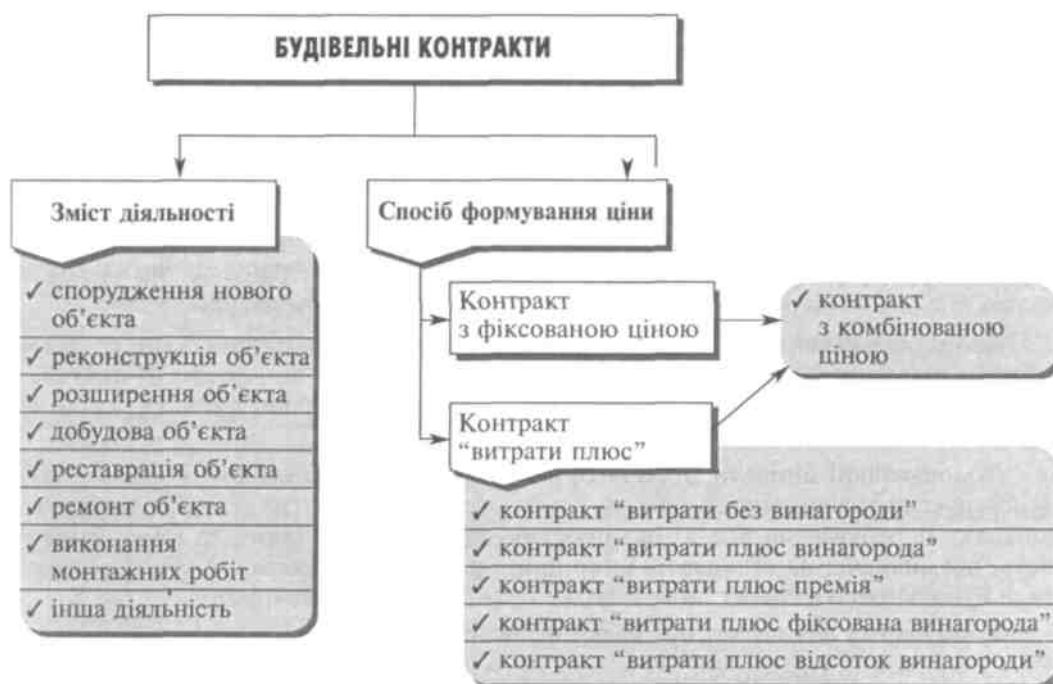 БУДІВЕЛЬНІ КОНТРАКТИ
Зміст діяльності
✓ спорудження нового
об’єкта
✓ реконструкція об’єкта
✓ розширення об’єкта
✓ добудова об’єкта
✓ реставрація об’єкта
✓ ремонт об’єкта
✓ виконання
монтажних робіт
✓ інша діяльність
Спосіб формування ціни
Контракт
з фіксованою ціною
✓ контракт
з комбінованою
ціною
Контракт
“витрати плюс”
✓ контракт “витрати без винагороди”
✓ контракт “витрати плюс винагорода”
✓ контракт “витрати плюс премія”
✓ контракт “витрати плюс фіксована винагорода”
✓ контракт “витрати плюс відсоток винагороди”